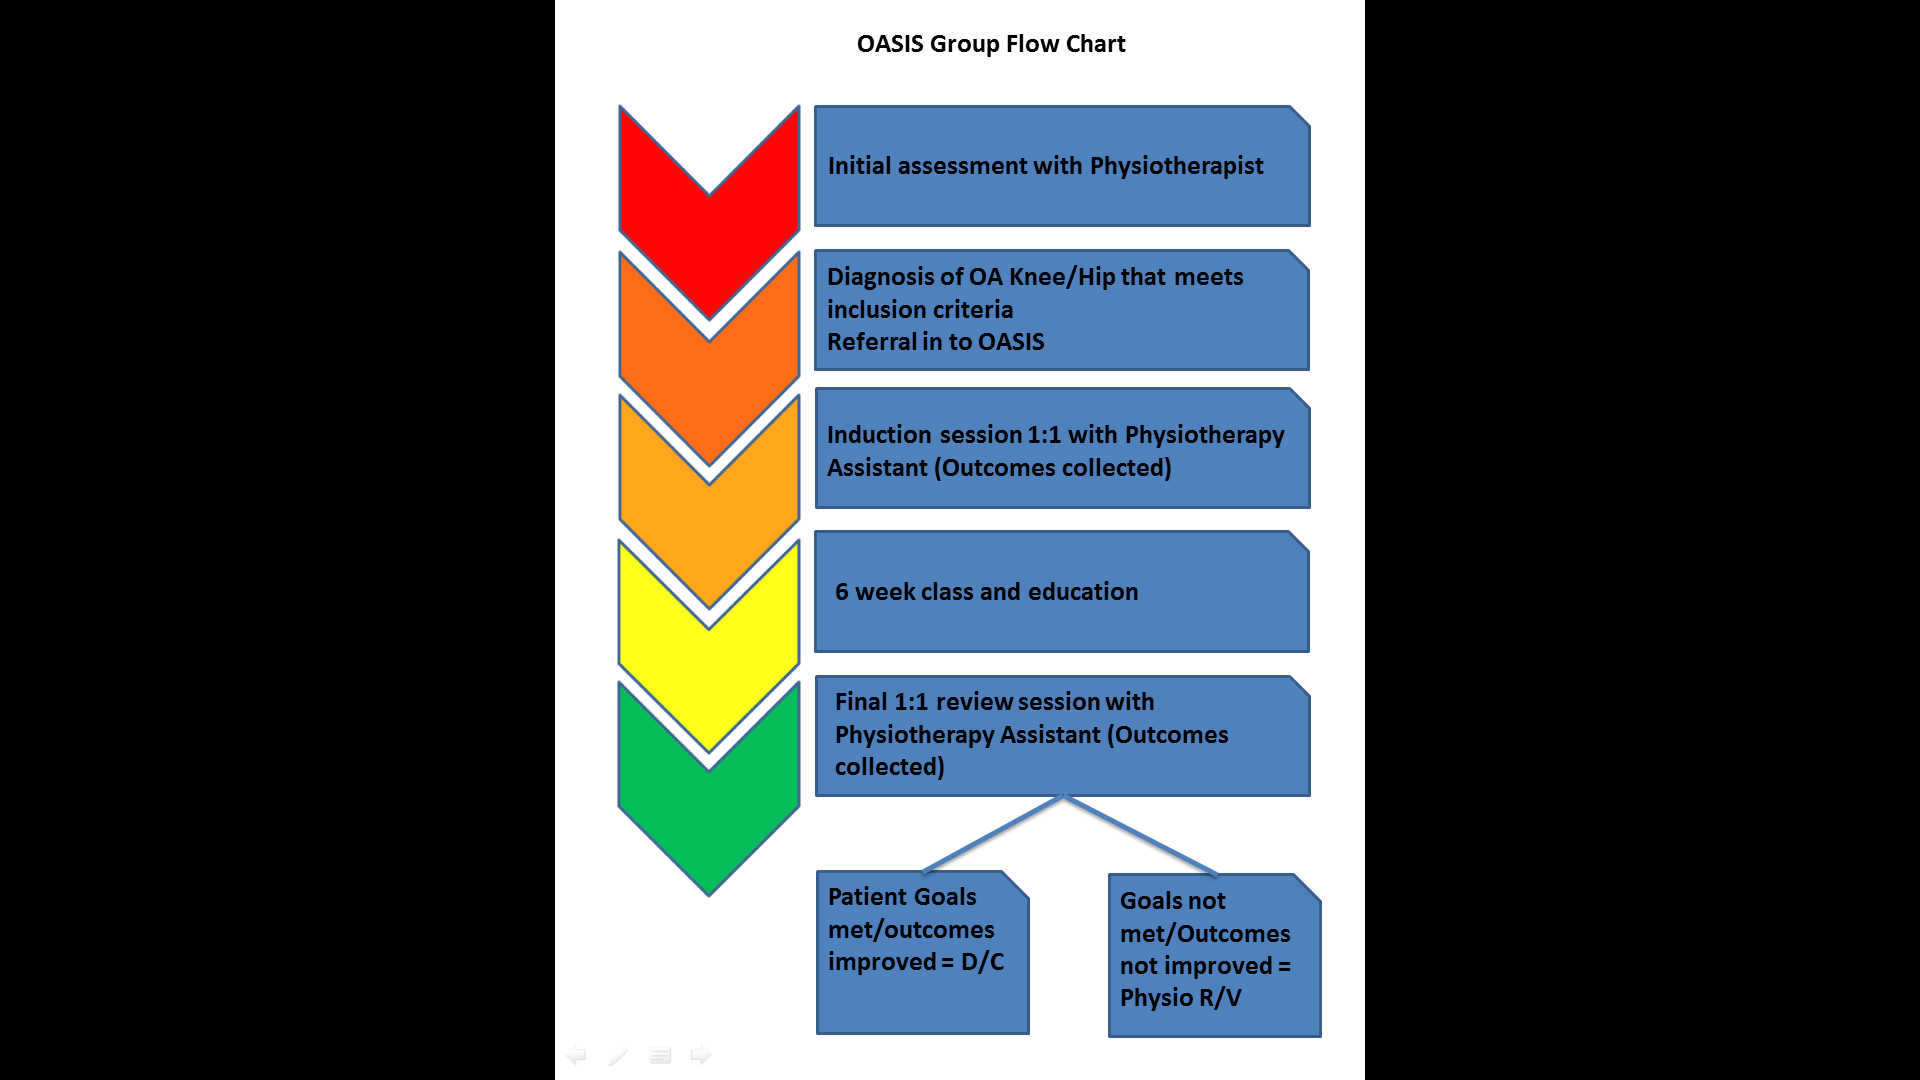 OASIS Group Flow Chart
Initial assessment with Physiotherapist
Diagnosis of OA Knee/Hip that meets
inclusion criteria
Referral in to OASIS
Induction session 1:1 with Physiotherapy
Assistant (Outcomes collected)
6 week class and education
Final 1:1 review session with
Physiotherapy Assistant (Outcomes
collected)
Patient Goals
met/outcomes
improved = D/C
Goals not
met/Outcomes
not improved =
Physio R/V